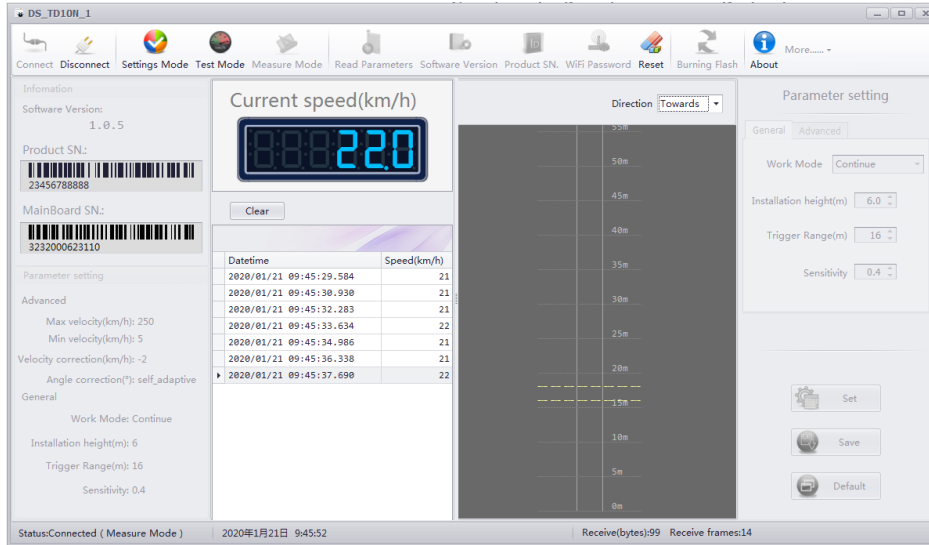 DS_TD10N_1
Connect Disconnect Settings Mode Test Mode Measure Mode Read Parameters Software Version Product SN. WiFi Password Reset Burning Flash About More......
Infomation
Software Version:
1.0.5
Product SN.:
23456788888
MainBoard SN.:
3232000623110
Parameter setting
Advanced
Max velocity(km/h): 250
Min velocity(km/h): 5
Velocity correction(km/h): -2
Angle correction(°): self_adaptive
General
Work Mode: Continue
Installation height(m): 6
Trigger Range(m): 16
Sensitivity: 0.4
Current speed(km/h)
22.0
Clear
Datetime Speed(km/h)
2020/01/21 09:45:29.584 21
2020/01/21 09:45:30.930 21
2020/01/21 09:45:32.283 21
2020/01/21 09:45:33.634 22
2020/01/21 09:45:34.986 21
2020/01/21 09:45:36.338 21
2020/01/21 09:45:37.690 22
Direction Towards
55m
50m
45m
40m
35m
30m
25m
20m
15m
10m
5m
0m
Parameter setting
General Advanced
Work Mode Continue
Installation height(m) 6.0
Trigger Range(m) 16
Sensitivity 0.4
Set
Save
Default
Status:Connected ( Measure Mode ) 2020年1月21日 9:45:52 Receive(bytes):99 Receive frames:14